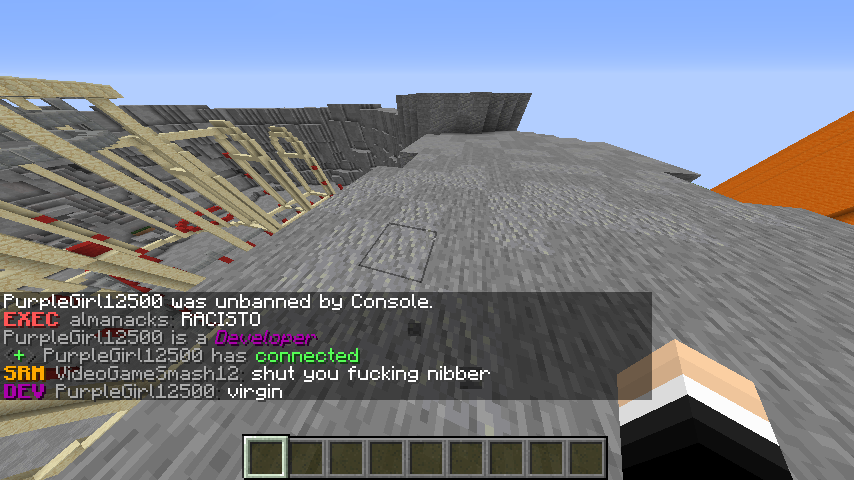 PurpleGirl12500 was unbanned by Console.
EXEC almanacks: RACISTO
PurpleGirl12500 is a Developer
<+> PurpleGirl12500 has connected
SRM VideoGameSmash12: shut you fucking nibber
DEV PurpleGirl12500: virgin